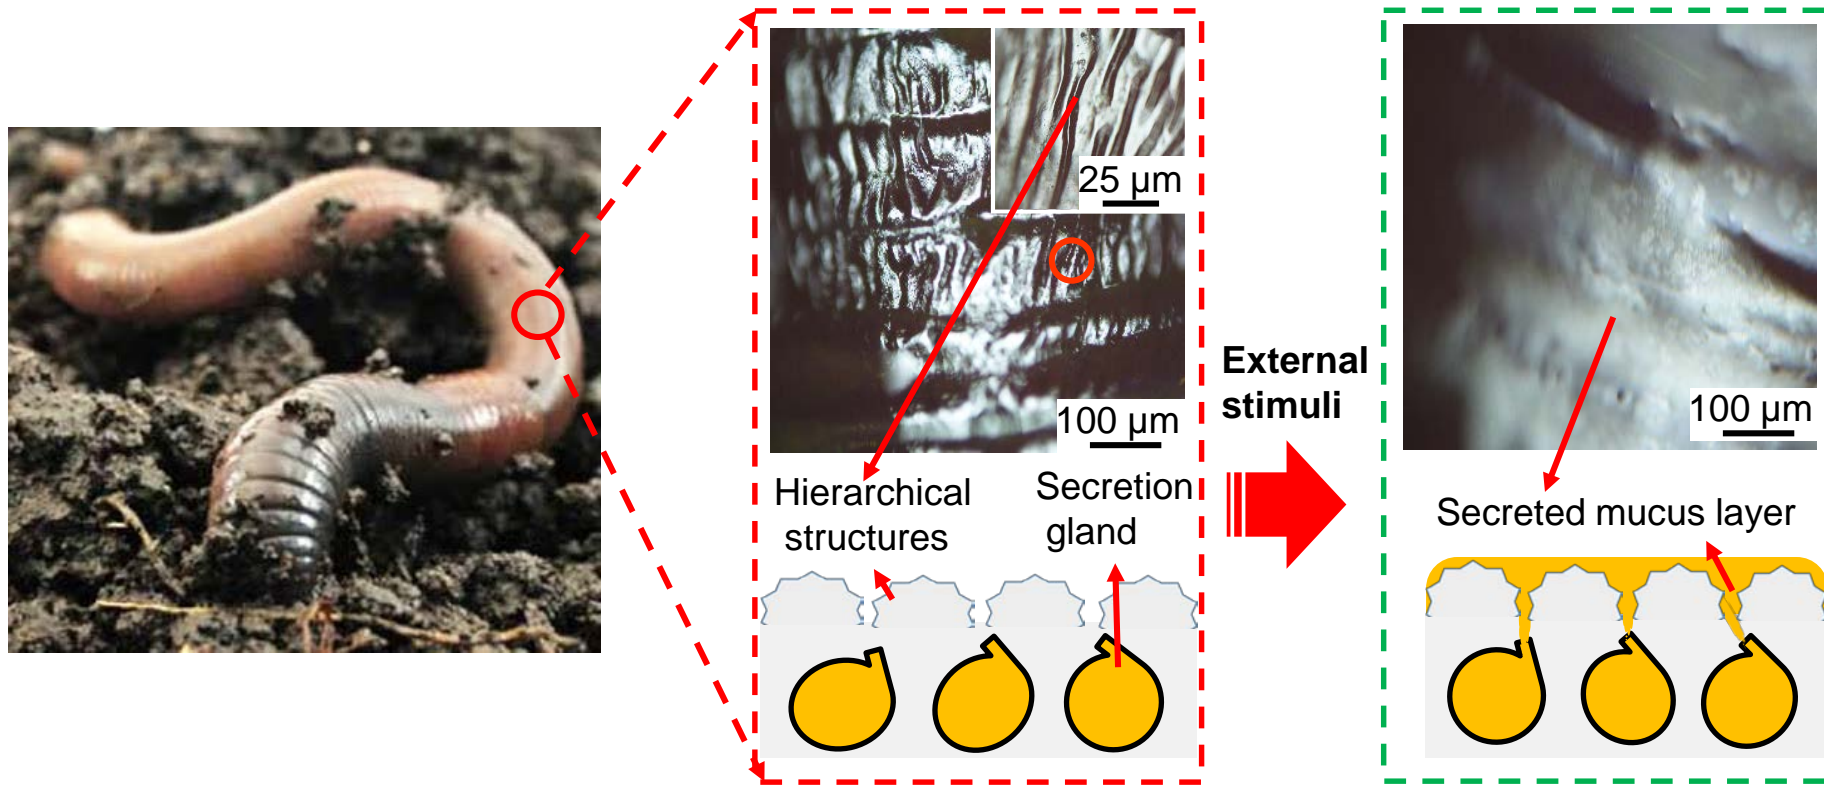 25 µm
100 µm
Hierarchical
structures
Secretion
gland
External
stimuli
100 µm
Secreted mucus layer